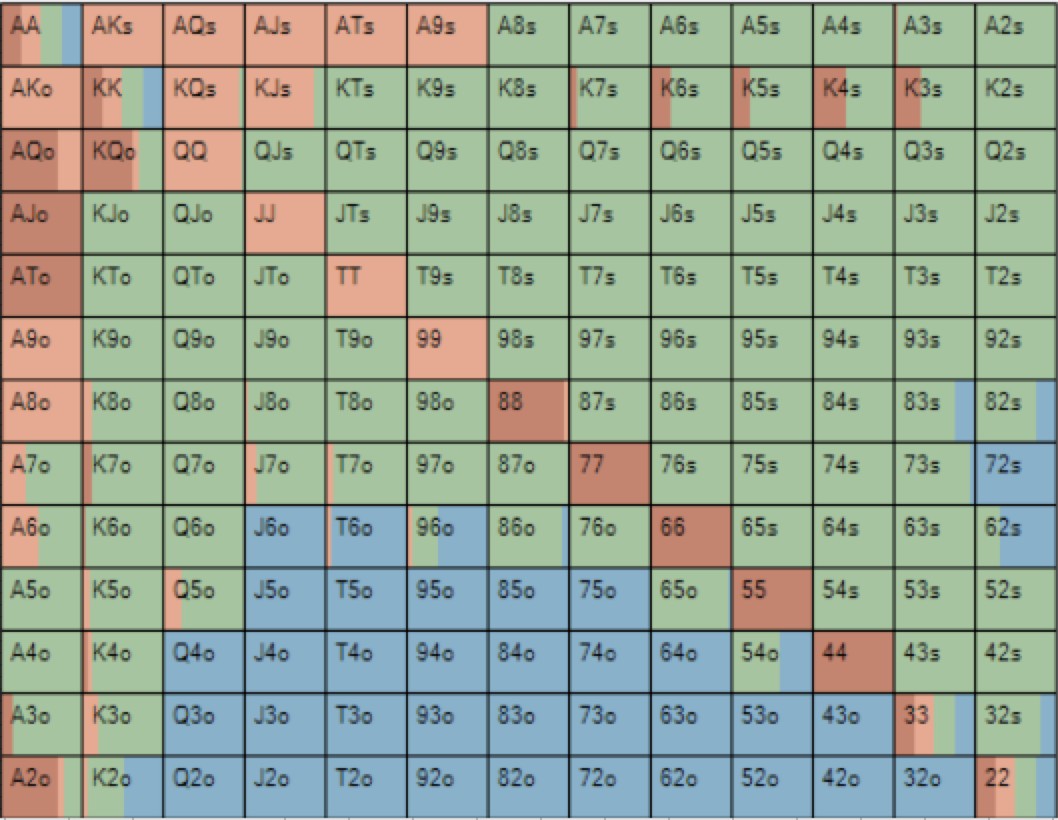 AA AKs AQs AJs ATs A9s A8s A7s A6s A5s A4s A3s A2s
AKo KK KQs KJs KTs K9s K8s K7s K6s K5s K4s K3s K2s
AQo KQo QQ QJs QTs Q9s Q8s Q7s Q6s Q5s Q4s Q3s Q2s
AJo KJo QJo JJ JTs J9s J8s J7s J6s J5s J4s J3s J2s
ATo KTo QTo JTo TT T9s T8s T7s T6s T5s T4s T3s T2s
A9o K9o Q9o J9o T9o 99 98s 97s 96s 95s 94s 93s 92s
A8o K8o Q8o J8o T8o 98o 88 87s 86s 85s 84s 83s 82s
A7o K7o Q7o J7o T7o 97o 87o 77 76s 75s 74s 73s 72s
A6o K6o Q6o J6o T6o 96o 86o 76o 66 65s 64s 63s 62s
A5o K5o Q5o J5o T5o 95o 85o 75o 65o 55 54s 53s 52s
A4o K4o Q4o J4o T4o 94o 84o 74o 64o 54o 44 43s 42s
A3o K3o Q3o J3o T3o 93o 83o 73o 63o 53o 43o 33 32s
A2o K2o Q2o J2o T2o 92o 82o 72o 62o 52o 42o 32o 22